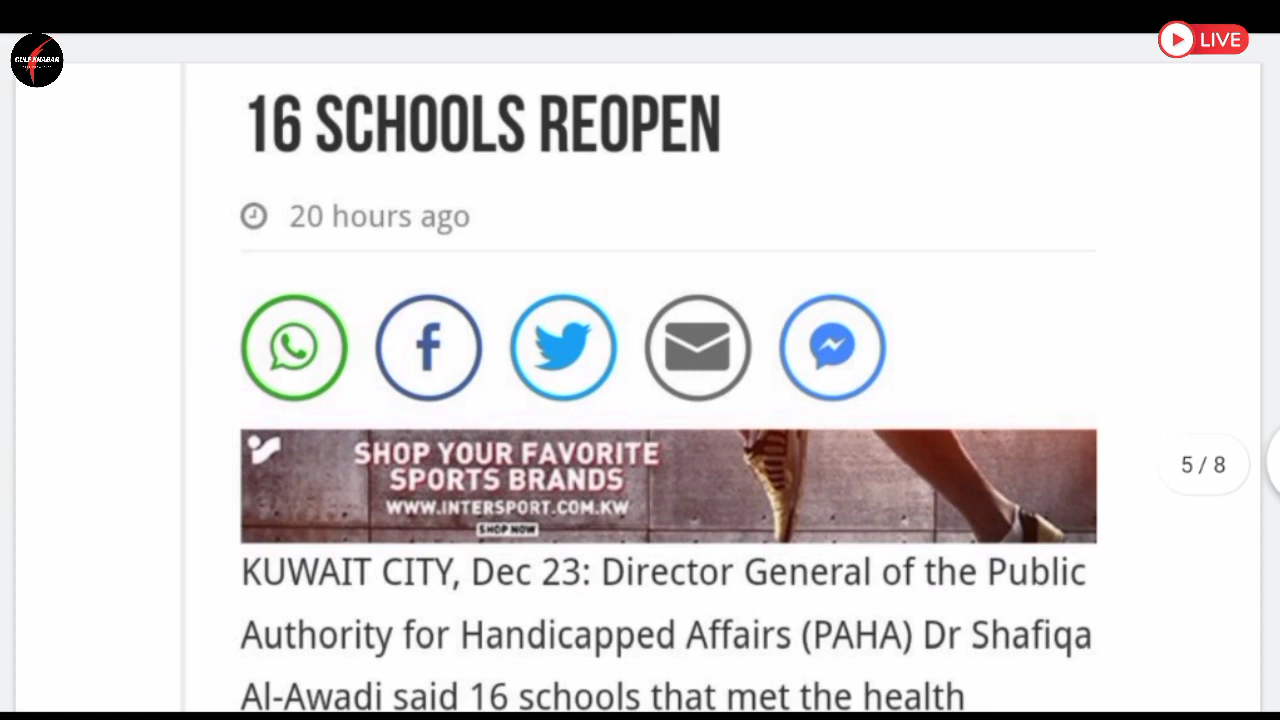 GULF KHABAR
LIVE
16 SCHOOLS REOPEN
20 hours ago
SHOP YOUR FAVORITE
SPORTS BRANDS
WWW.INTERSPORT.COM.KW
SHOP NOW
5 / 8
KUWAIT CITY, Dec 23: Director General of the Public
Authority for Handicapped Affairs (PAHA) Dr Shafiqa
Al-Awadi said 16 schools that met the health